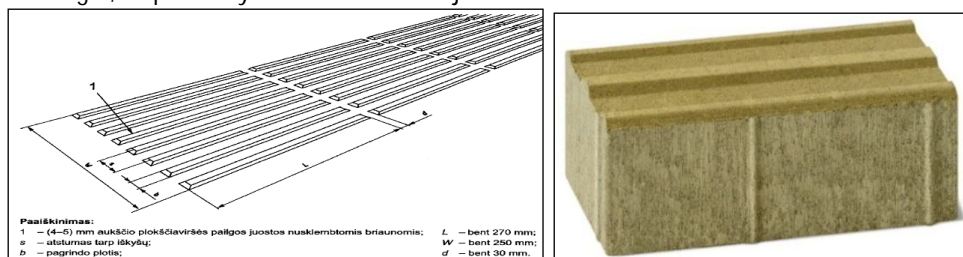 1
s
b
W
L
d
Paaiškinimas:
1 – (4–5) mm aukščio plokščiaviršės pailgos juostos nusklembtomis briaunomis;
s – atstumas tarp iškyšų;
b – pagrindo plotis;
L – bent 270 mm;
W – bent 250 mm;
d – bent 30 mm.